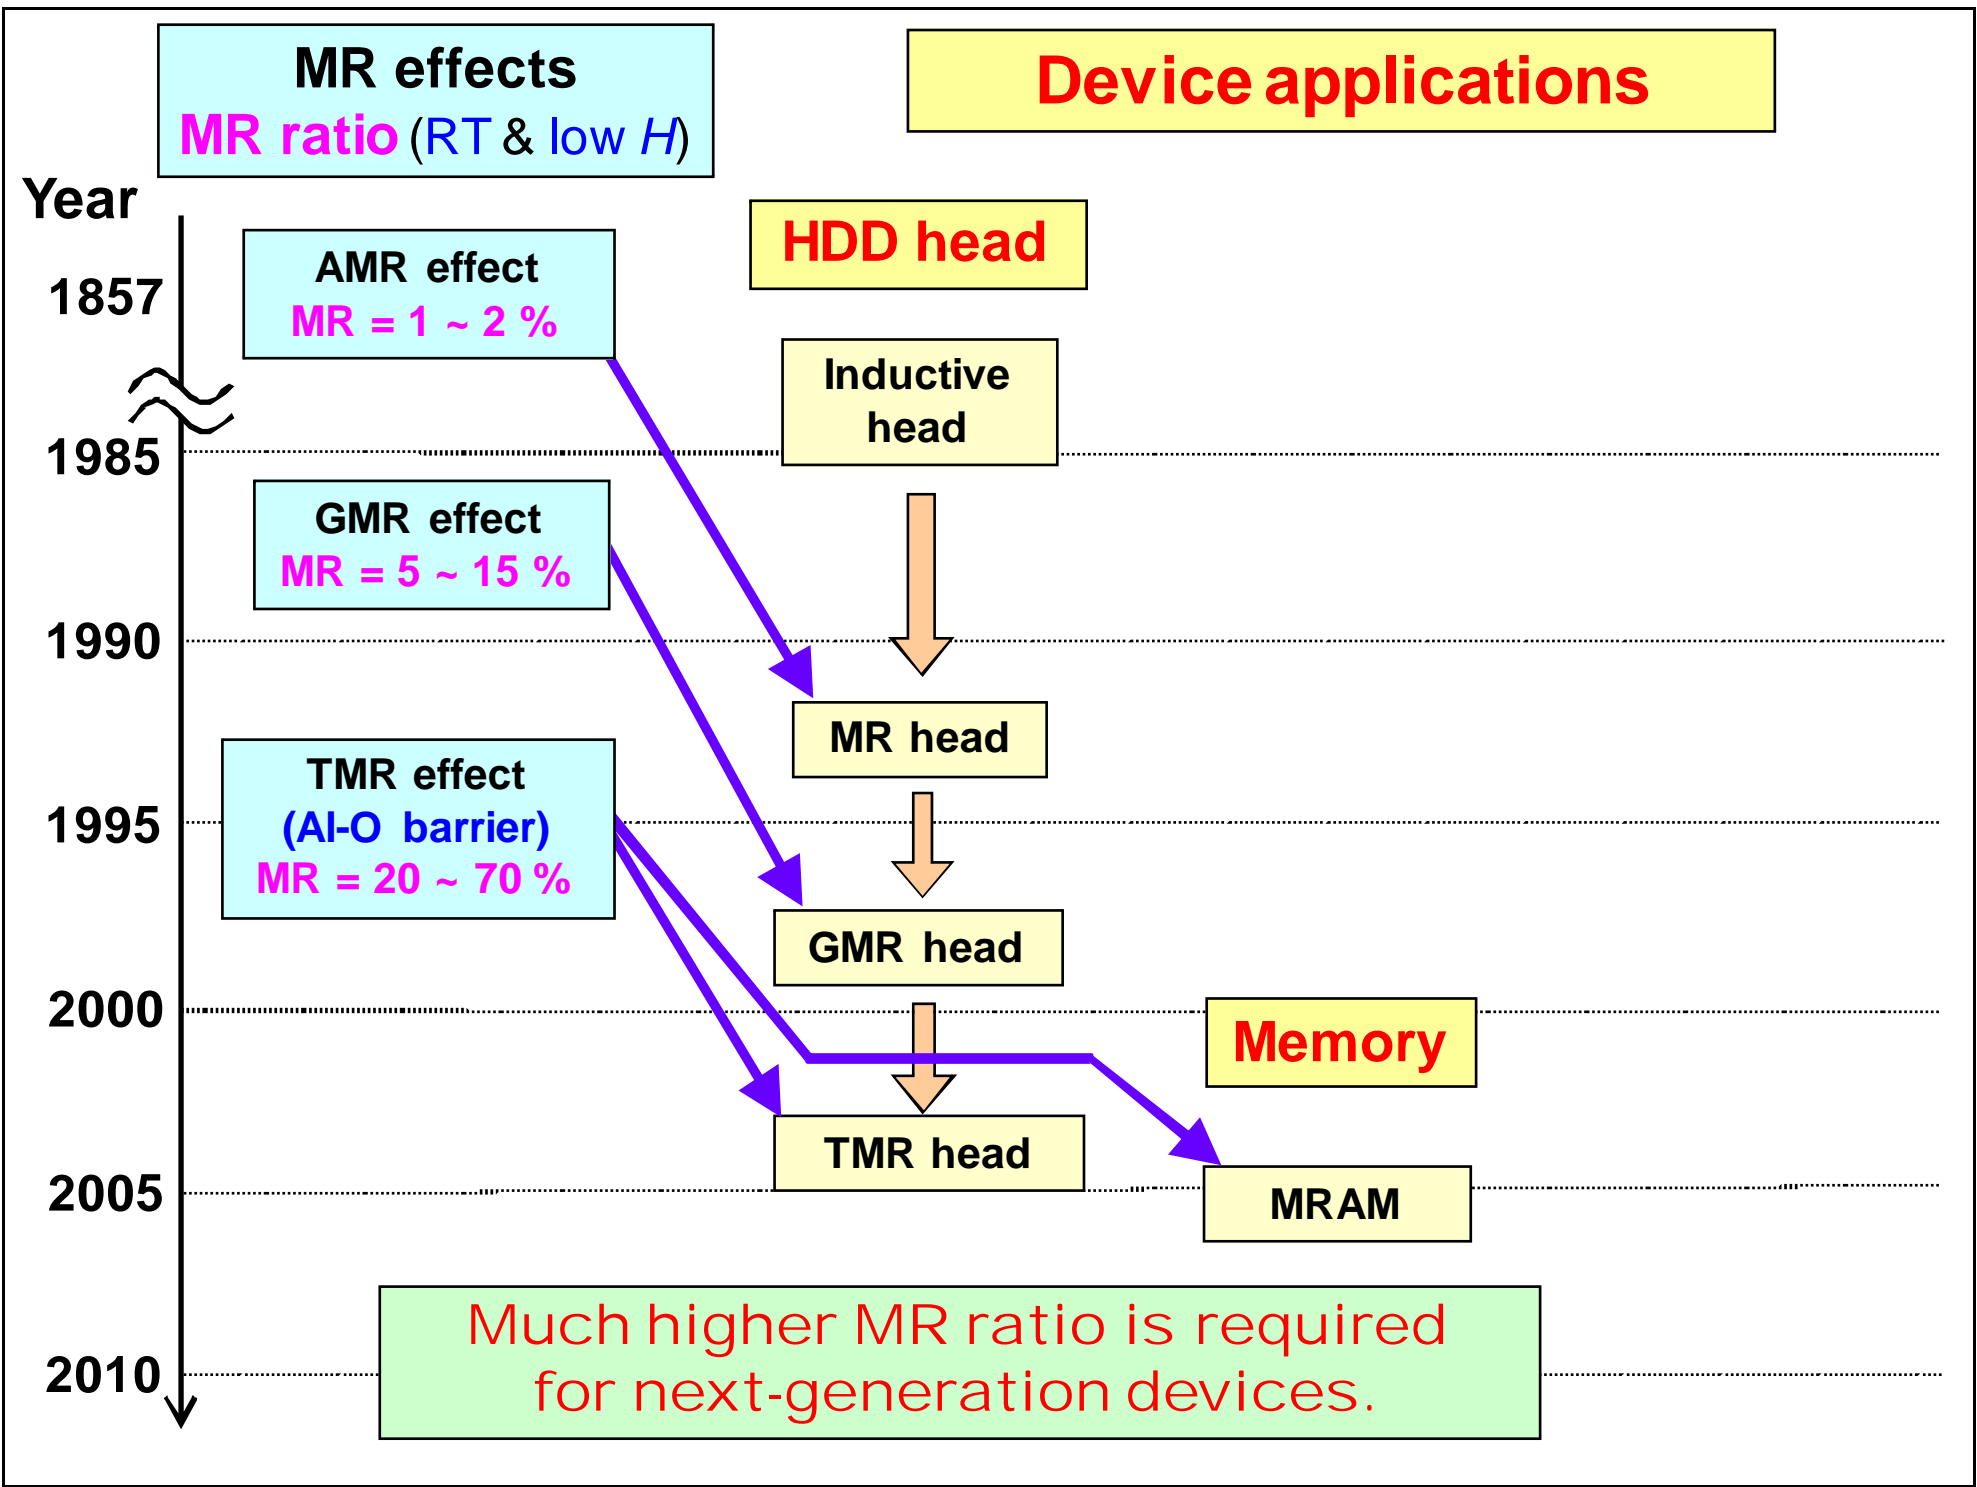 MR effects
MR ratio (RT & low H)
Device applications
Year
HDD head
AMR effect
MR = 1 ~ 2 %
1857
Inductive
head
1985
GMR effect
MR = 5 ~ 15 %
1990
MR head
TMR effect
(Al-O barrier)
MR = 20 ~ 70 %
1995
GMR head
2000
Memory
TMR head
2005
MRAM
Much higher MR ratio is required
for next-generation devices.
2010